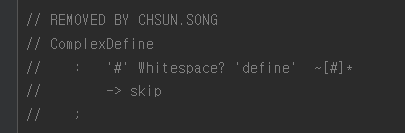 // REMOVED BY CHSUN.SONG
// ComplexDefine
//    :   '#' Whitespace? 'define'  ~[#]*
//        -> skip
//    ;